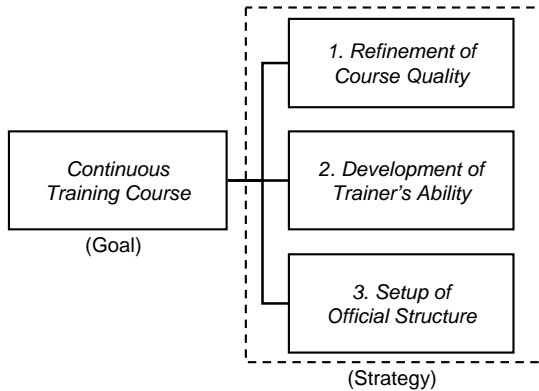 1. Refinement of
Course Quality
Continuous
Training Course
2. Development of
Trainer's Ability
(Goal)
3. Setup of
Official Structure
(Strategy)